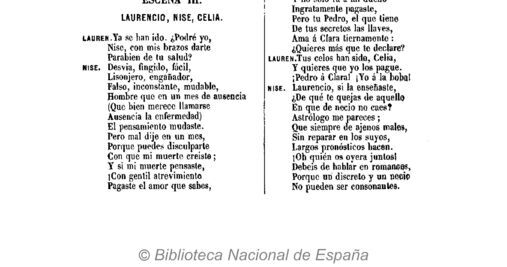 ESCENA III.
LAURENCIO, NISE, CELIA.
LAUREN. Ya se han ido. ¿Podré yo,
Nise, con mis brazos darte
Parabien de tu salud?
NISE. Desvia, fingido, fácil,
Lisonjero, engañador,
Falso, inconstante, mudable,
Hombre que en un mes de ausencia
(Que bien merece llamarse
Ausencia la enfermedad)
El pensamiento mudaste.
Pero mal dije en un mes,
Porque puedes disculparte
Con que mi muerte creiste;
Y si mi muerte pensaste,
¡Con gentil atrevimiento
Pagaste el amor que sabes,
Ingratamente pagaste,
Pero tu Pedro, el que tiene
De tus secretos las llaves,
Ama á Clara tiernamente:
¿Quieres más que te declare?
LAUREN. Tus celos han sido, Celia,
Y quieres que yo los pague.
¡Pedro á Clara! ¡Yo á la boba!
NISE. Laurencio, si la enseñaste,
¿De qué te quejas de aquello
En que de necio no caes?
Astrólogo me pareces;
Que siempre de ajenos males,
Sin reparar en los suyos,
Largos pronósticos hacen.
¡Oh quién os oyera juntos!
Debeis de hablar en romances,
Porque un discreto y un necio
No pueden ser consonantes.
© Biblioteca Nacional de España